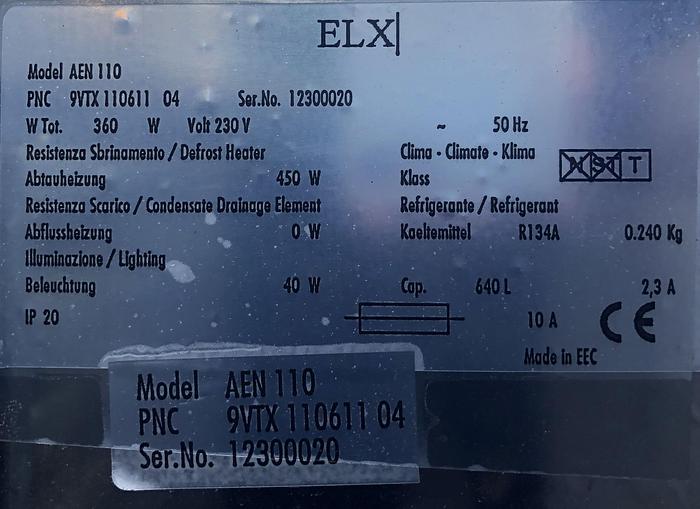 ELX
Model AEN 110
PNC 9VTX 110611 04 Ser.No. 12300020
W Tot. 360 W Volt 230 V ~ 50 Hz
Resistenza Sbrinamento / Defrost Heater
Abtauheizung 450 W
Resistenza Scarico / Condensate Drainage Element
Abflussheizung 0 W
Illuminazione / Lighting
Beleuchtung 40 W
IP 20
Clima - Climate - Klima
Klass N ST T
Refrigerante / Refrigerant
Kaeltemittel R134A 0.240 Kg
Cap. 640 L 2,3 A
10 A CE
Made in EEC
Model AEN 110
PNC 9VTX 110611 04
Ser.No. 12300020